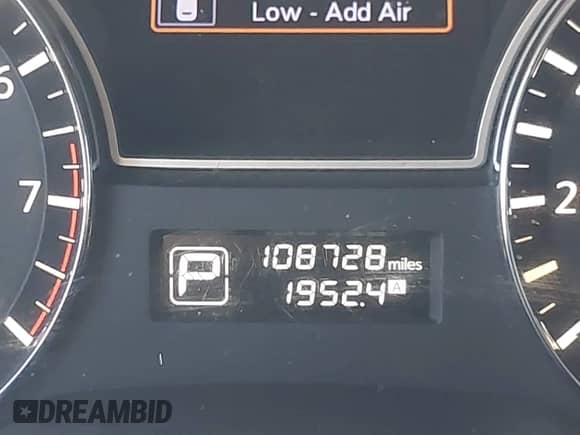 Low - Add Air
6
7
2
P
108728 miles
1952.4 A
DREAMBID